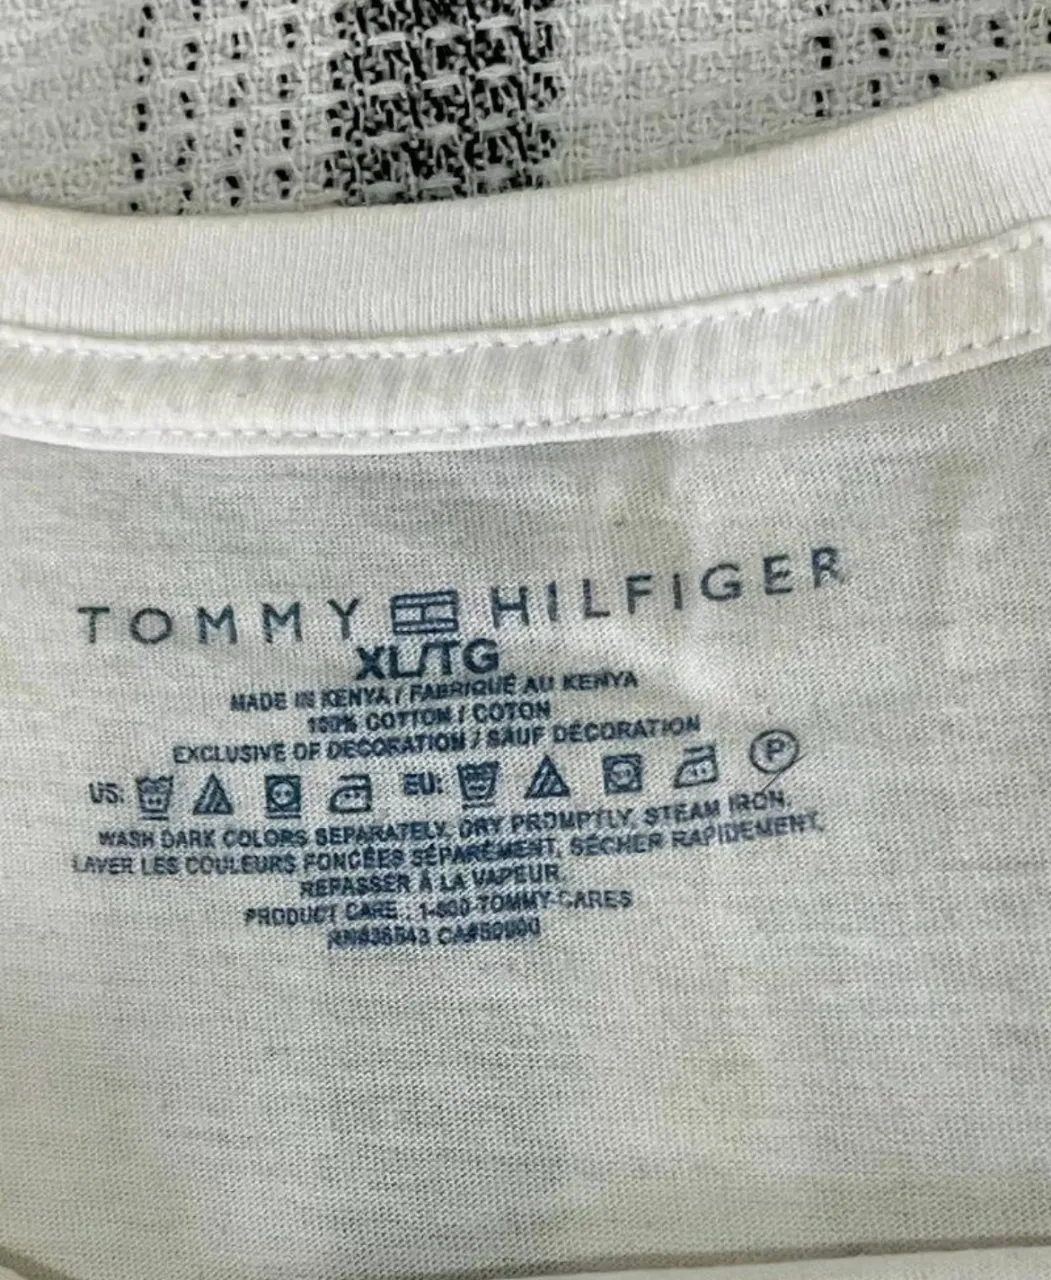 TOMMY HILFIGER
XL/TG
MADE IN KENYA / FABRIQUÉ AU KENYA
100% COTTON / COTON
EXCLUSIVE OF DECORATION / SAUF DÉCORATION
US: EU: P
WASH DARK COLORS SEPARATELY, DRY PROMPTLY, STEAM IRON.
LAVER LES COULEURS FONCÉES SÉPARÉMENT, SÉCHER RAPIDEMENT,
REPASSER À LA VAPEUR.
PRODUCT CARE : 1-800-TOMMY-CARES